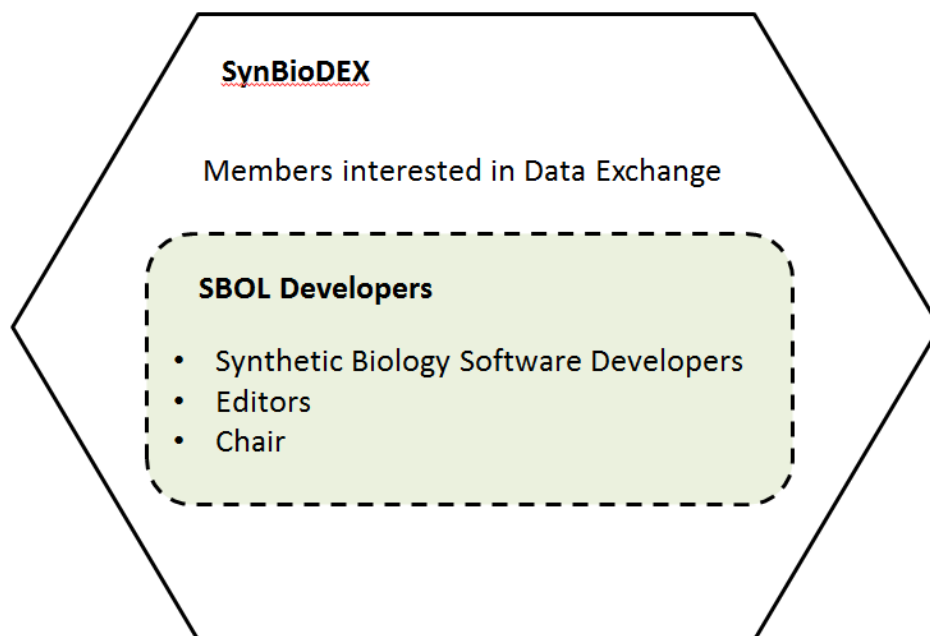 SynBioDEX
Members interested in Data Exchange
SBOL Developers
• Synthetic Biology Software Developers
• Editors
• Chair